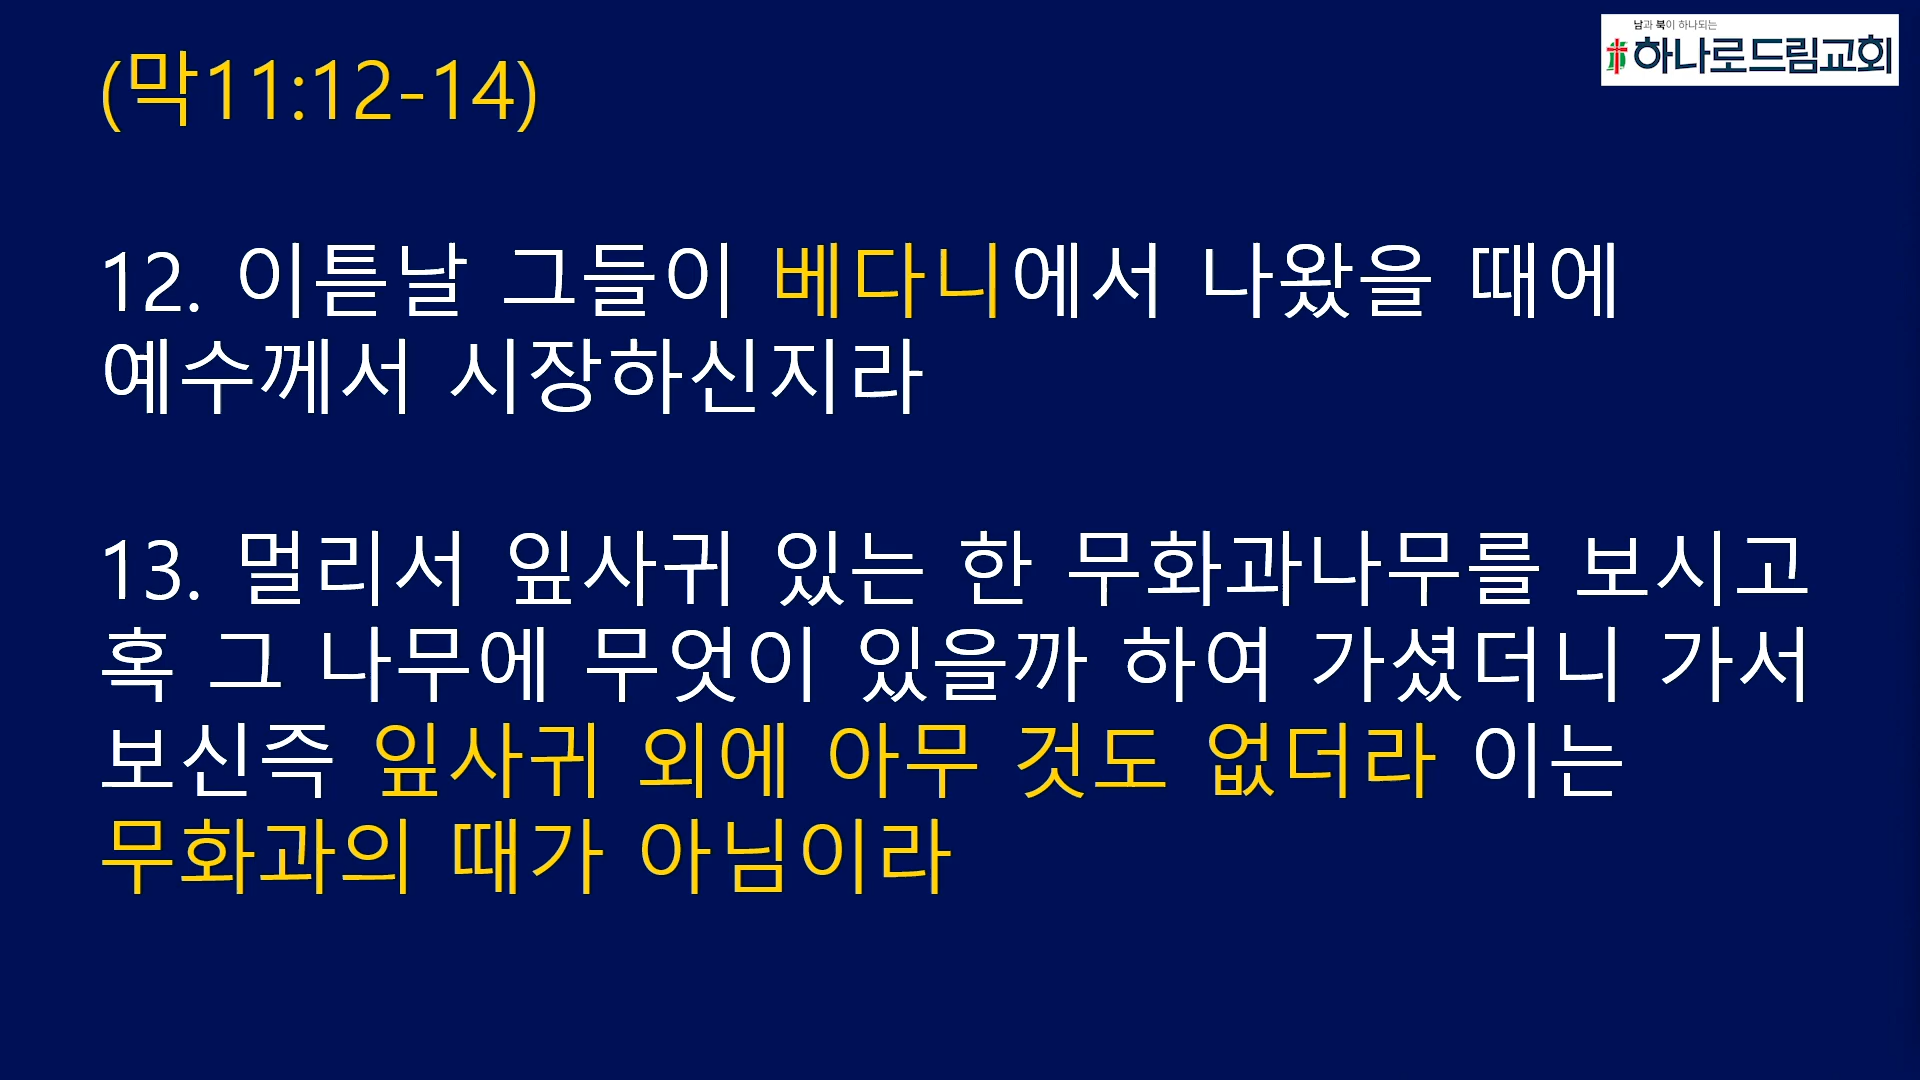 (막11:12-14)
남과 북이 하나되는
하나로드림교회
12. 이튿날 그들이 베다니에서 나왔을 때에
예수께서 시장하신지라
13. 멀리서 잎사귀 있는 한 무화과나무를 보시고
혹 그 나무에 무엇이 있을까 하여 가셨더니 가서
보신즉 잎사귀 외에 아무 것도 없더라 이는
무화과의 때가 아님이라